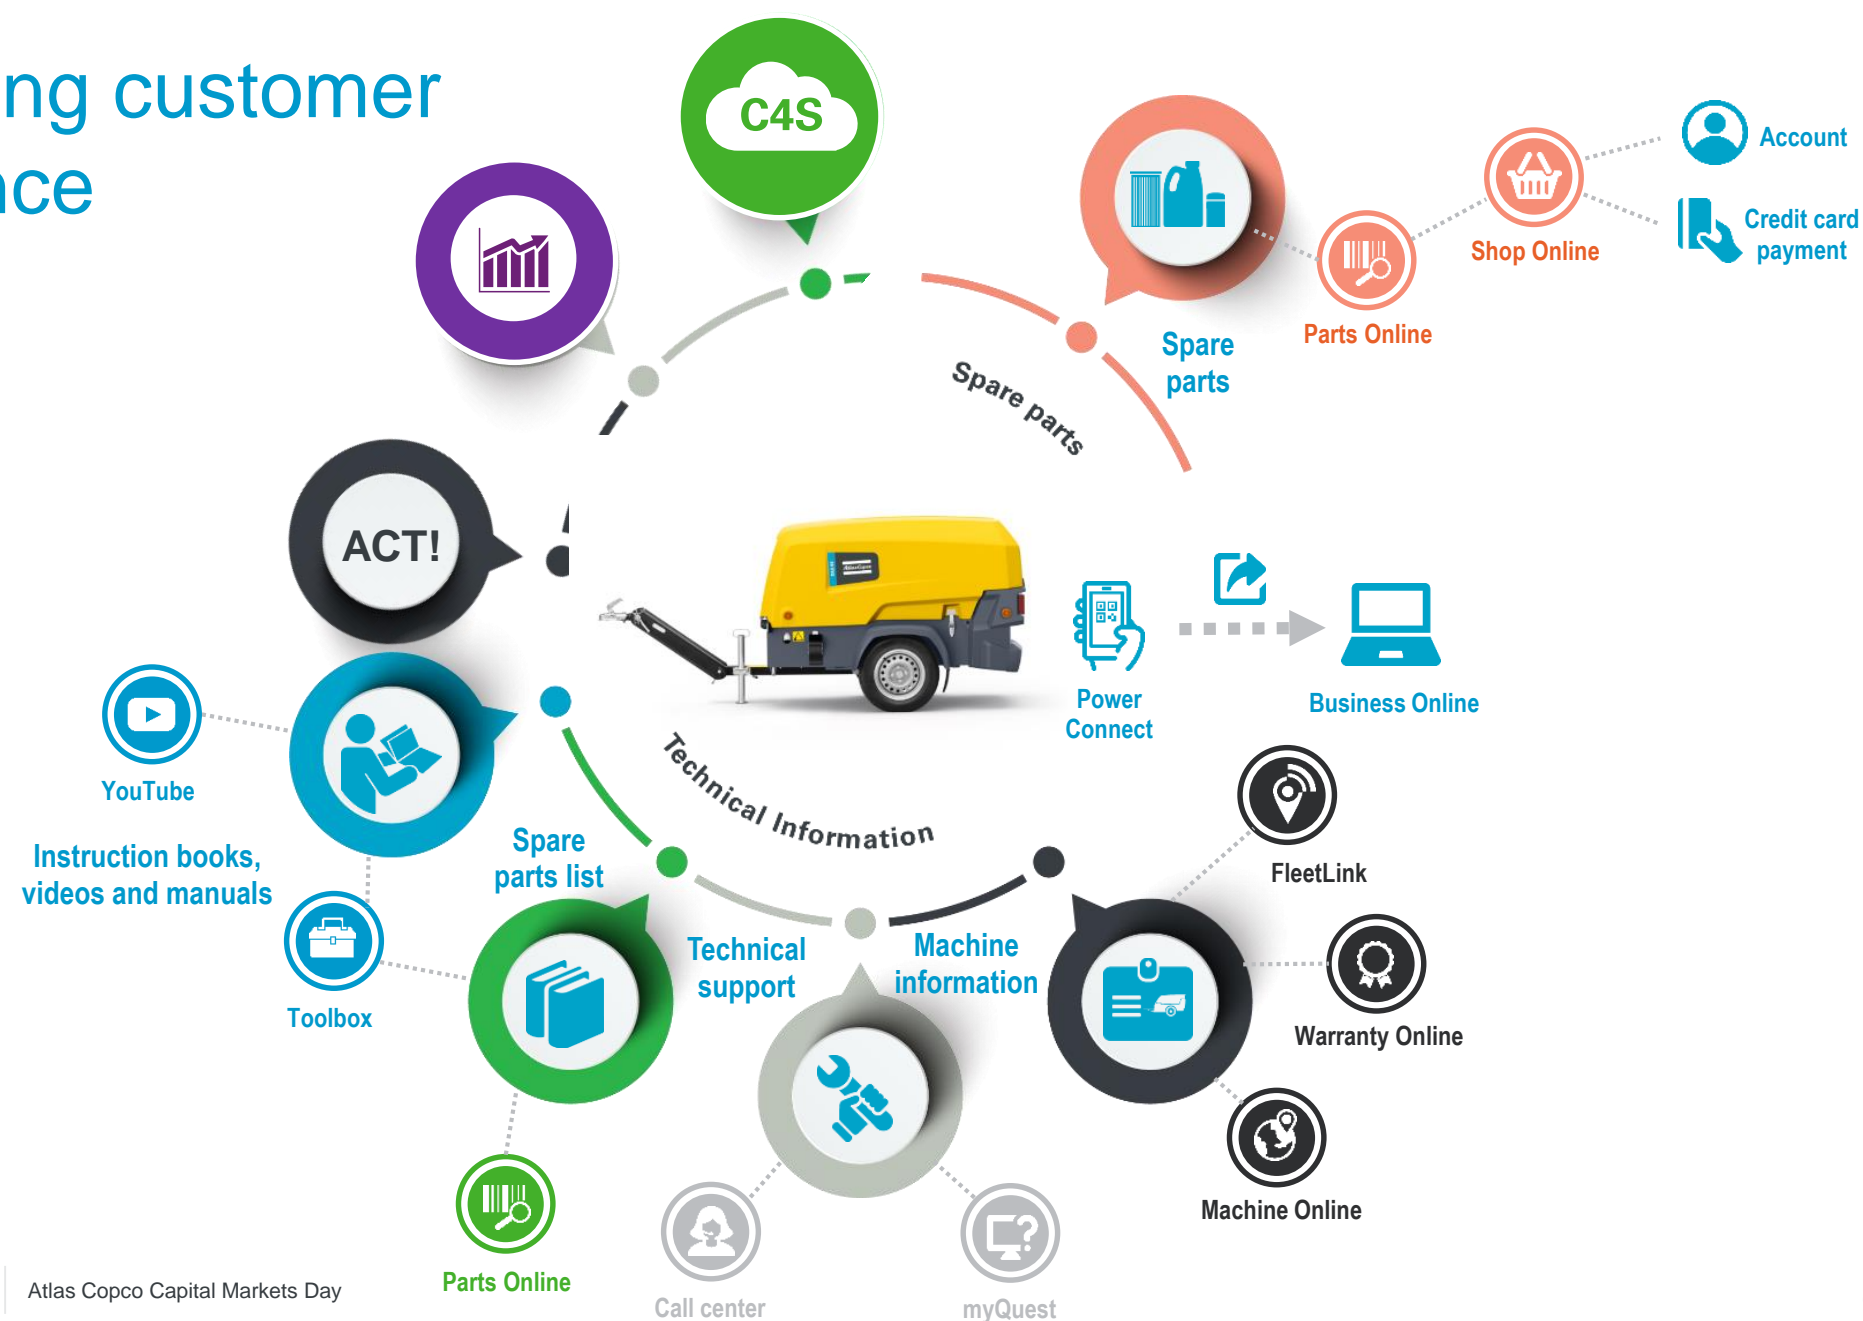 ng customer
nce
C4S
Account
Credit card
payment
Shop Online
Parts Online
Spare
parts
Spare parts
ACT!
Power
Connect
Business Online
YouTube
Instruction books,
videos and manuals
Toolbox
Technical Information
Spare
parts list
Technical
support
Machine
information
FleetLink
Warranty Online
Machine Online
Parts Online
Call center
myQuest
Atlas Copco Capital Markets Day